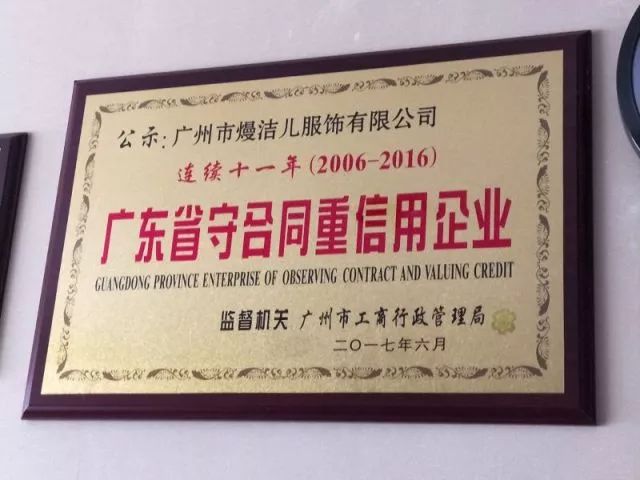 公示:广州市熳洁儿服饰有限公司
连续十一年(2006-2016)
广东省守合同重信用企业
GUANGDONG PROVINCE ENTERPRISE OF OBSERVING CONTRACT AND VALUING CREDIT
监督机关 广州市工商行政管理局
二〇一七年六月